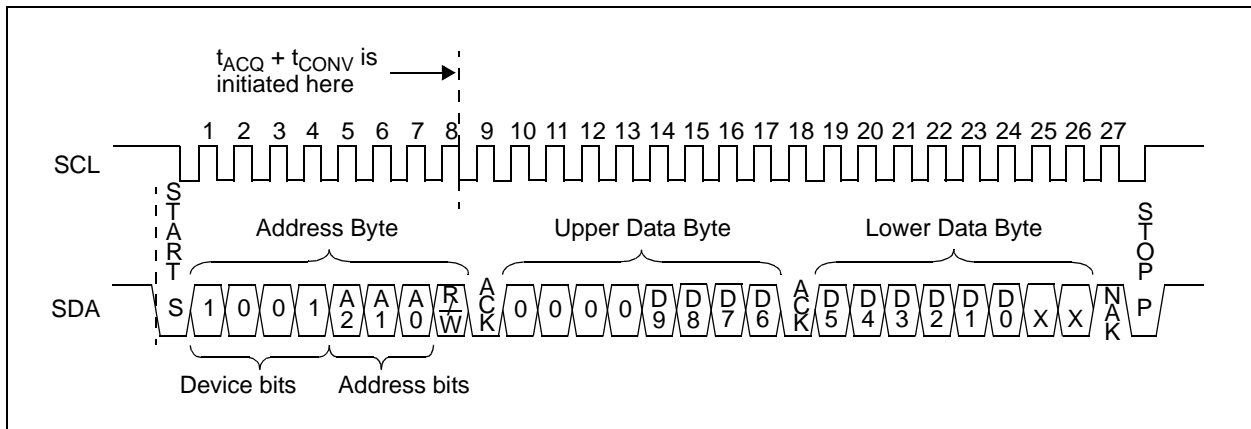 tACQ + tCONV is
initiated here
1 2 3 4 5 6 7 8 9 10 11 12 13 14 15 16 17 18 19 20 21 22 23 24 25 26 27
SCL
START
STOP
Address Byte
Upper Data Byte
Lower Data Byte
SDA
S 1 0 0 1 A2 A1 A0 R/W ACK 0 0 0 0 D9 D8 D7 D6 ACK D5 D4 D3 D2 D1 D0 X X NAK P
Device bits
Address bits